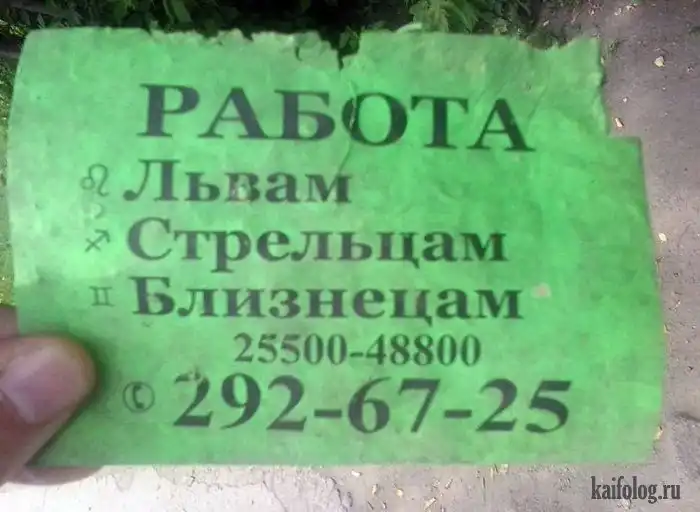 РАБОТА
♌ Львам
♐ Стрельцам
♊ Близнецам
25500-48800
✆ 292-67-25
kaifolog.ru